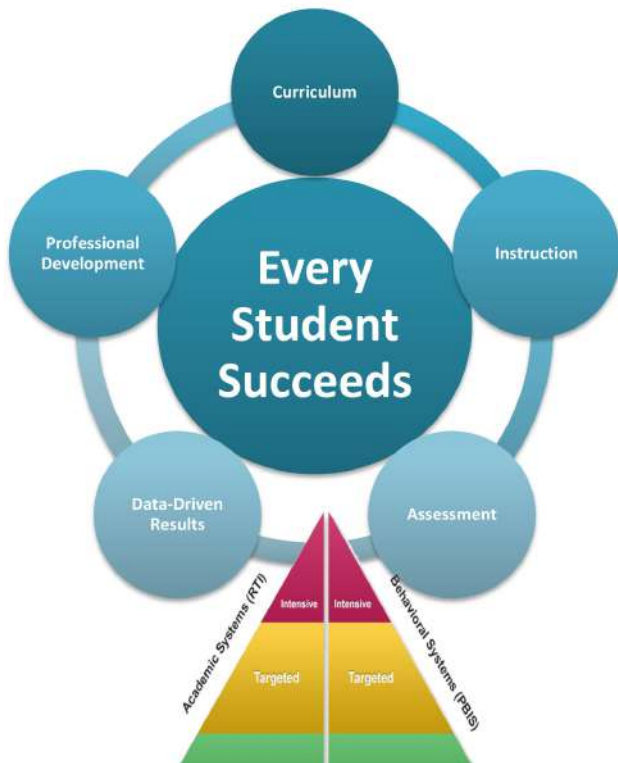 Curriculum
Professional
Development
Every
Student
Succeeds
Instruction
Data-Driven
Results
Assessment
Academic Systems (RTI)
Behavioral Systems (PBIS)
Intensive
Intensive
Targeted
Targeted